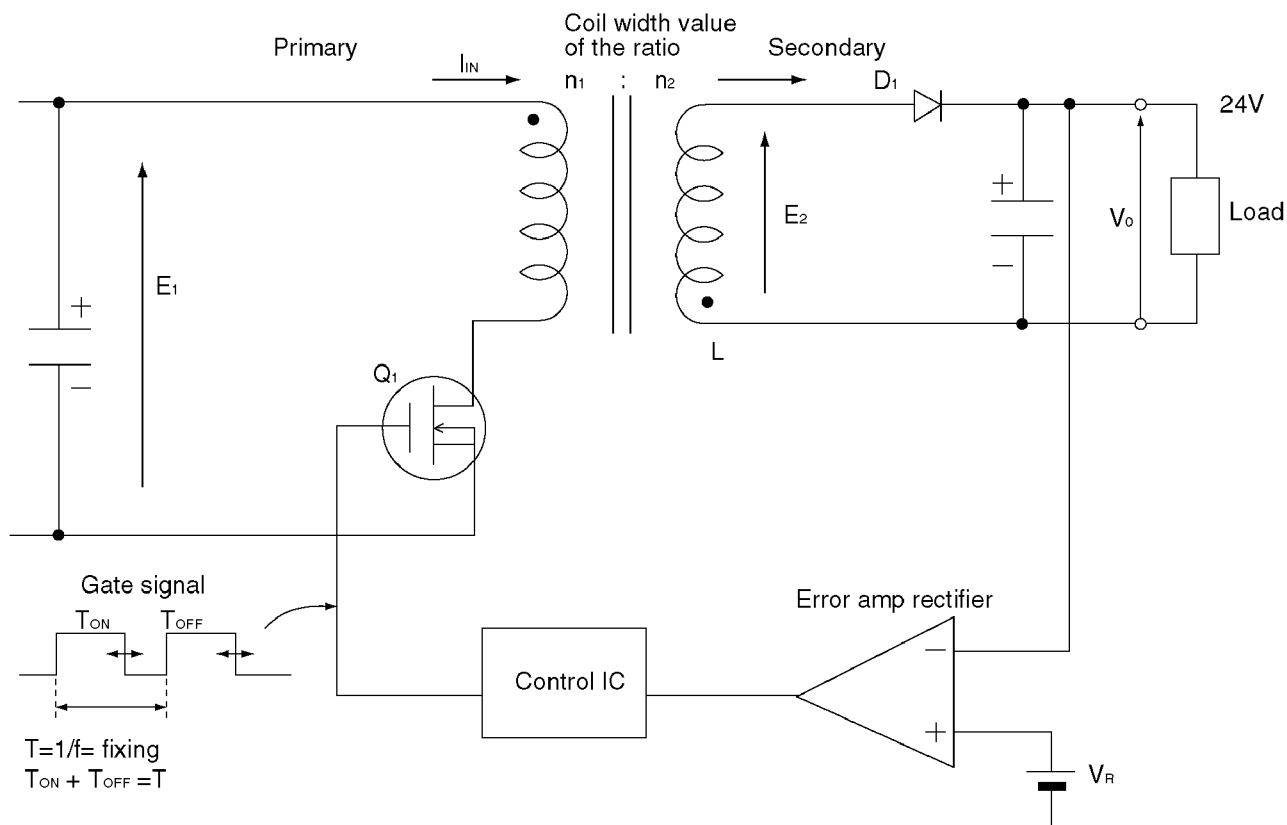 Coil width value
of the ratio
Primary
Secondary
IIN
n1 : n2
D1
24V
+
−
E1
E2
+
−
Vo
Load
L
Q1
Gate signal
TON TOFF
T=1/f= fixing
TON + TOFF =T
Control IC
Error amp rectifier
−
+
VR